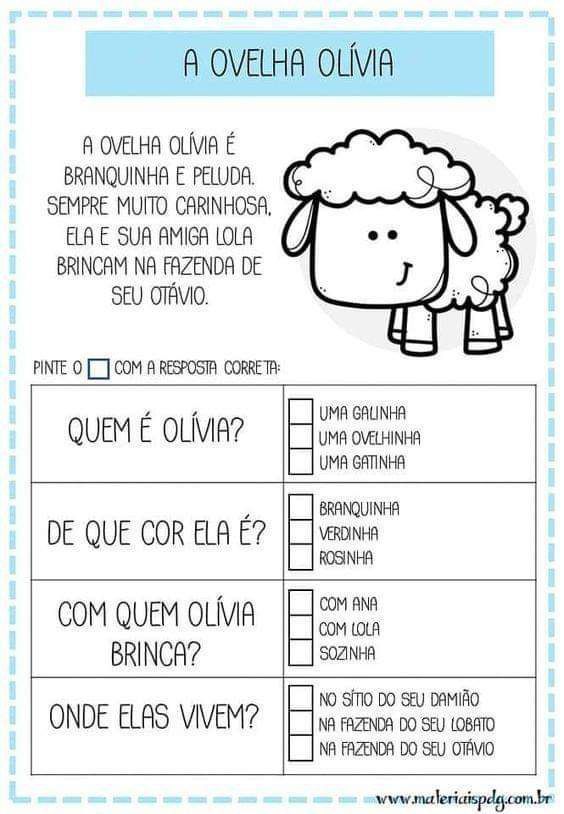 A OVELHA OLÍVIA
A OVELHA OLÍVIA É
BRANQUINHA E PELUDA.
SEMPRE MUITO CARINHOSA,
ELA E SUA AMIGA LOLA
BRINCAM NA FAZENDA DE
SEU OTÁVIO.
PINTE O COM A RESPOSTA CORRETA:
QUEM É OLÍVIA?
UMA GALINHA
UMA OVELHINHA
UMA GATINHA
DE QUE COR ELA É?
BRANQUINHA
VERDINHA
ROSINHA
COM QUEM OLÍVIA
BRINCA?
COM ANA
COM LOLA
SOZINHA
ONDE ELAS VIVEM?
NO SÍTIO DO SEU DAMIÃO
NA FAZENDA DO SEU LOBATO
NA FAZENDA DO SEU OTÁVIO
www.materiaispdg.com.br